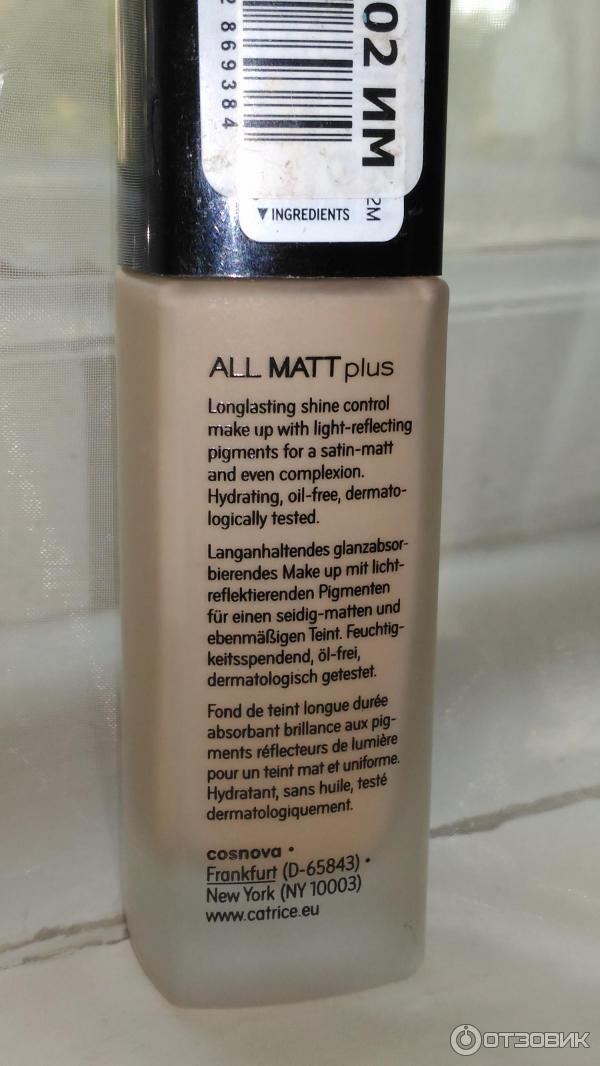 2 869384
02 ИМ
▼ INGREDIENTS
2M
ALL MATT plus
Longlasting shine control
make up with light-reflecting
pigments for a satin-matt
and even complexion.
Hydrating, oil-free, dermato-
logically tested.
Langanhaltendes glanzabsor-
bierendes Make up mit licht-
reflektierenden Pigmenten
für einen seidig-matten und
ebenmäßigen Teint. Feuchtig-
keitsspendend, öl-frei,
dermatologisch getestet.
Fond de teint longue durée
absorbant brillance aux pig-
ments réflecteurs de lumière
pour un teint mat et uniforme.
Hydratant, sans huile, testé
dermatologiquement.
cosnova •
Frankfurt (D-65843) •
New York (NY 10003)
www.catrice.eu
ОТЗОВИК